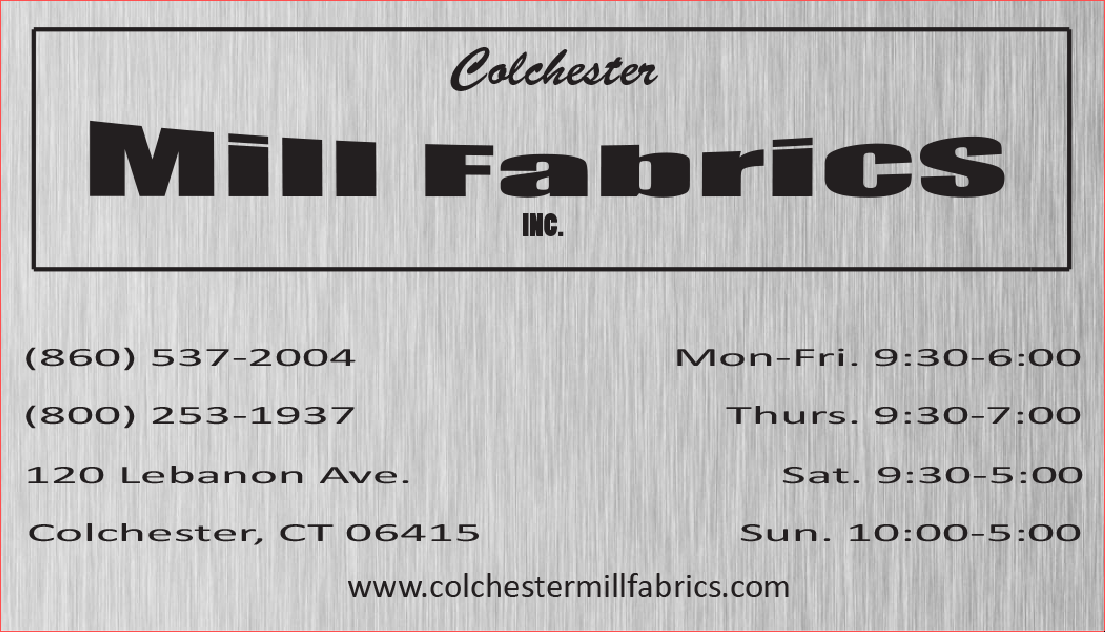 Colchester
Mill Fabrics
INC.
(860) 537-2004
(800) 253-1937
120 Lebanon Ave.
Colchester, CT 06415
Mon-Fri. 9:30-6:00
Thurs. 9:30-7:00
Sat. 9:30-5:00
Sun. 10:00-5:00
www.colchestermillfabrics.com